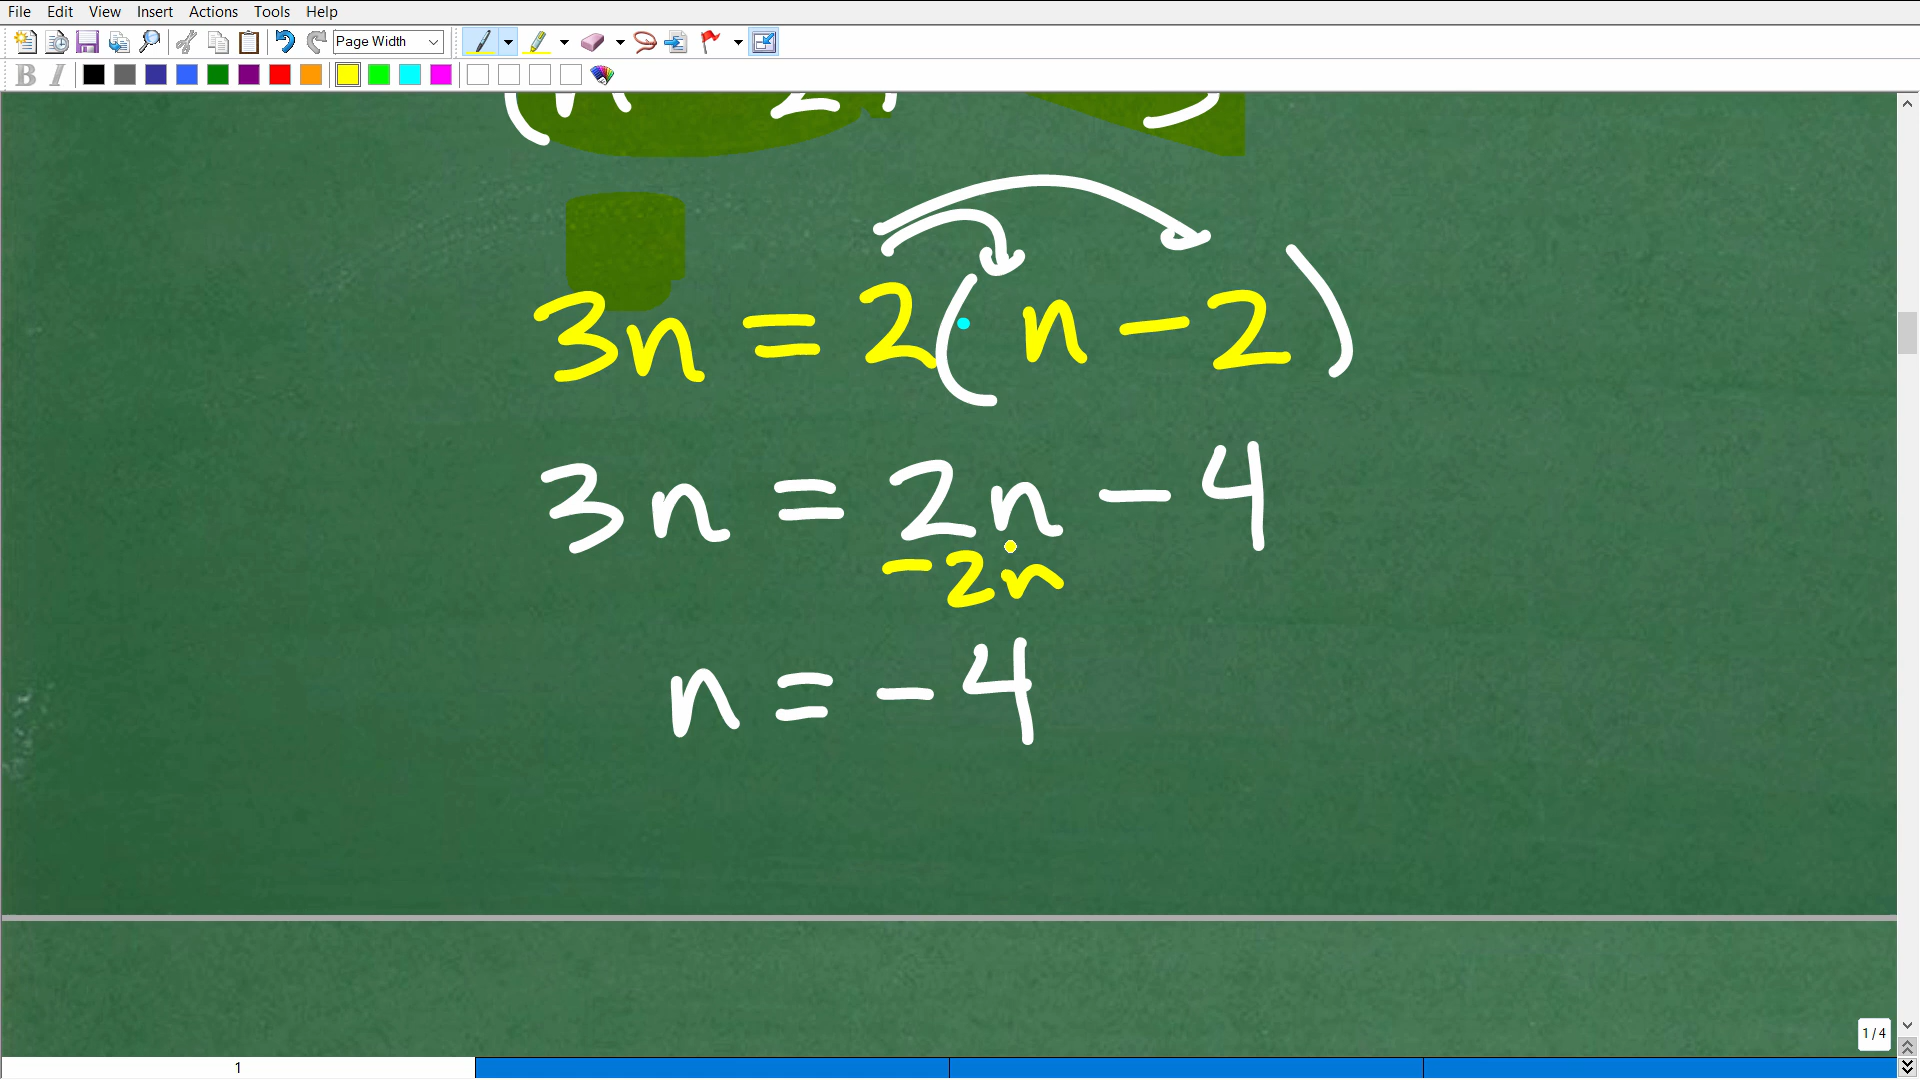 File Edit View Insert Actions Tools Help
Page Width
B I
3n = 2( n - 2 )
3n = 2n - 4
-2n
n = -4
1 / 4
1